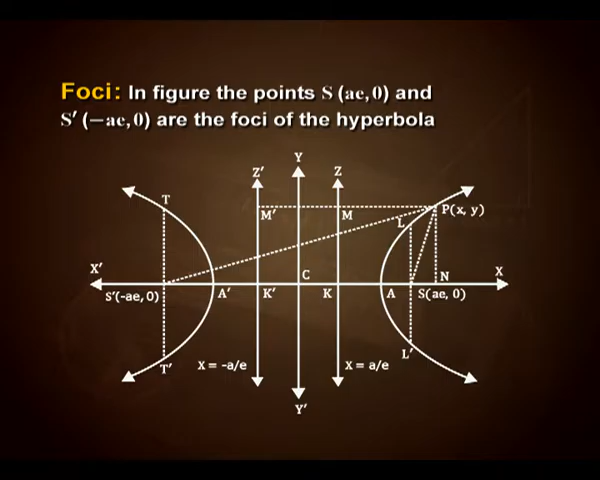 Foci: In figure the points S (ae, 0) and
S′ (−ae, 0) are the foci of the hyperbola
Y
Z′ Z
T
M′ M L P(x, y)
X′ C N X
S′(-ae, 0) A′ K′ K A S(ae, 0)
T′ X = -a/e X = a/e L′
Y′